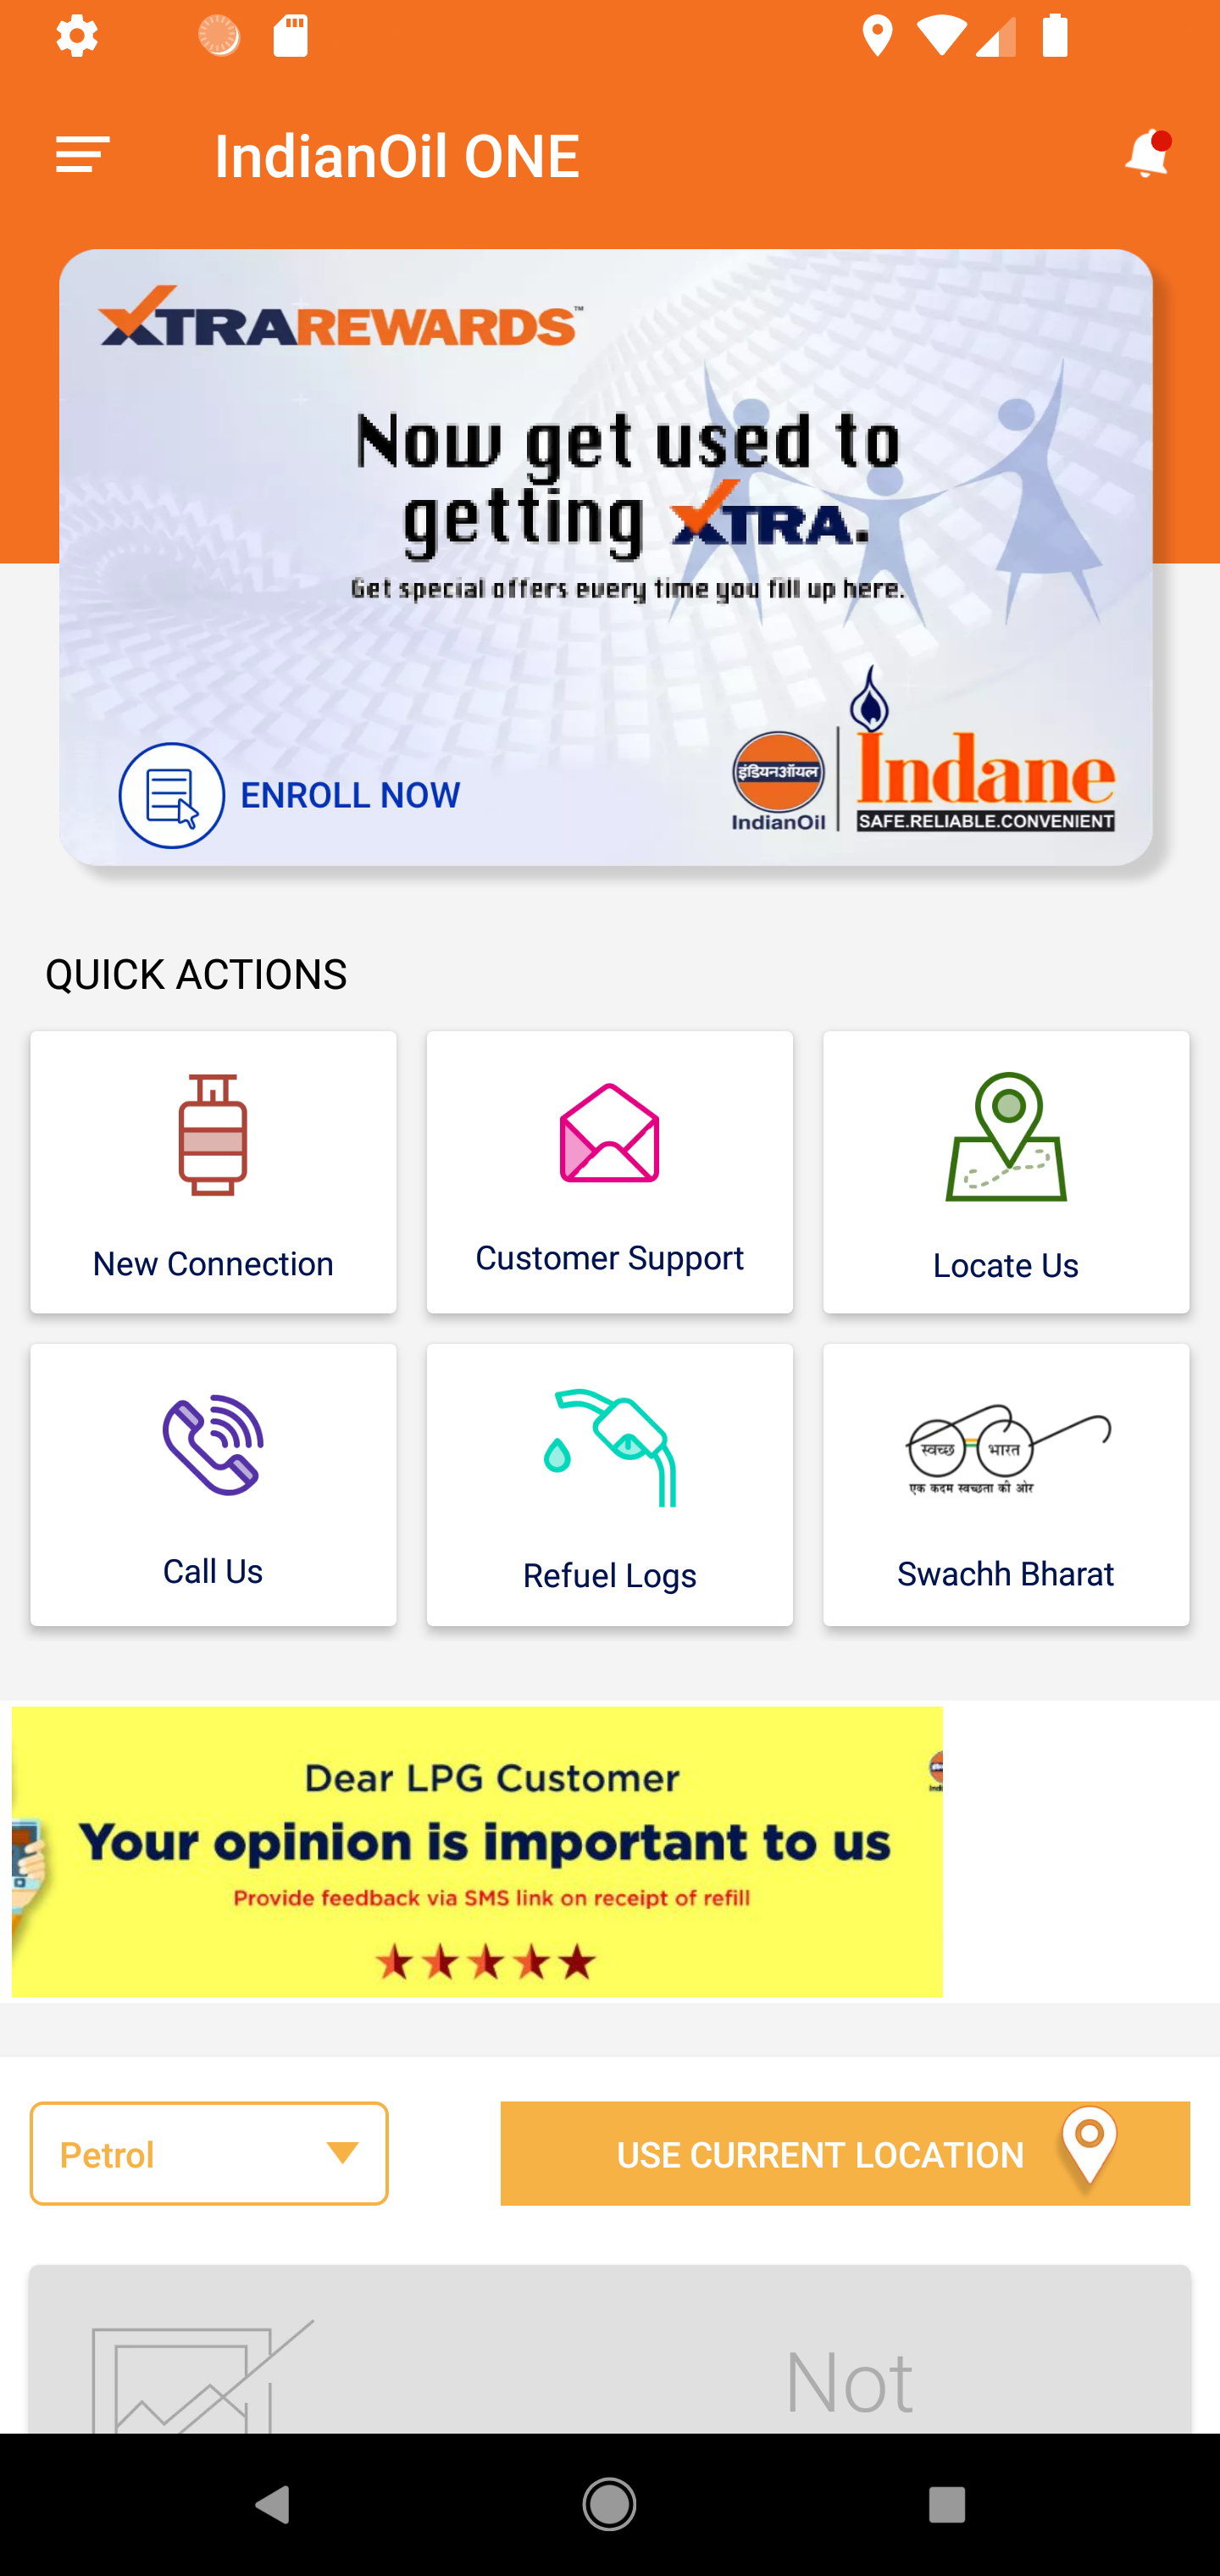 IndianOil ONE
XTRAREWARDS™
Now get used to
getting XTRA.
Get special offers every time you fill up here.
ENROLL NOW
इंडियनऑयल
IndianOil
Indane
SAFE.RELIABLE.CONVENIENT
QUICK ACTIONS
New Connection
Customer Support
Locate Us
स्वच्छ भारत
एक कदम स्वच्छता की ओर
Call Us
Refuel Logs
Swachh Bharat
Dear LPG Customer
Your opinion is important to us
Provide feedback via SMS link on receipt of refill
Petrol
USE CURRENT LOCATION
Not